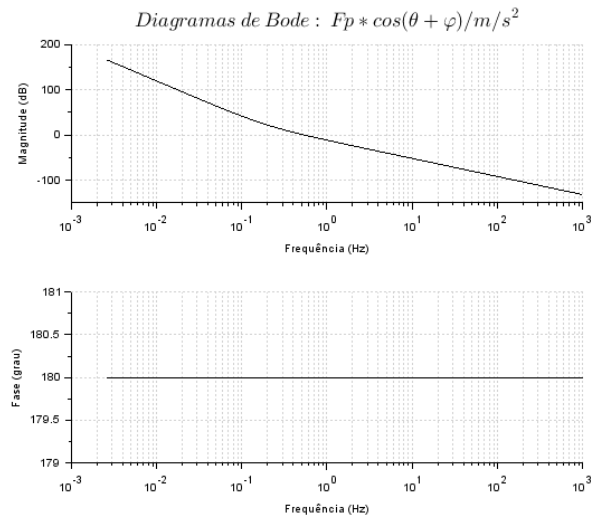 Diagramas de Bode : Fp * cos(θ + φ)/m/s²
200
100
0
-100
Magnitude (dB)
10⁻³ 10⁻² 10⁻¹ 10⁰ 10¹ 10² 10³
Frequência (Hz)
181
180.5
180
179.5
179
Fase (grau)
10⁻³ 10⁻² 10⁻¹ 10⁰ 10¹ 10² 10³
Frequência (Hz)